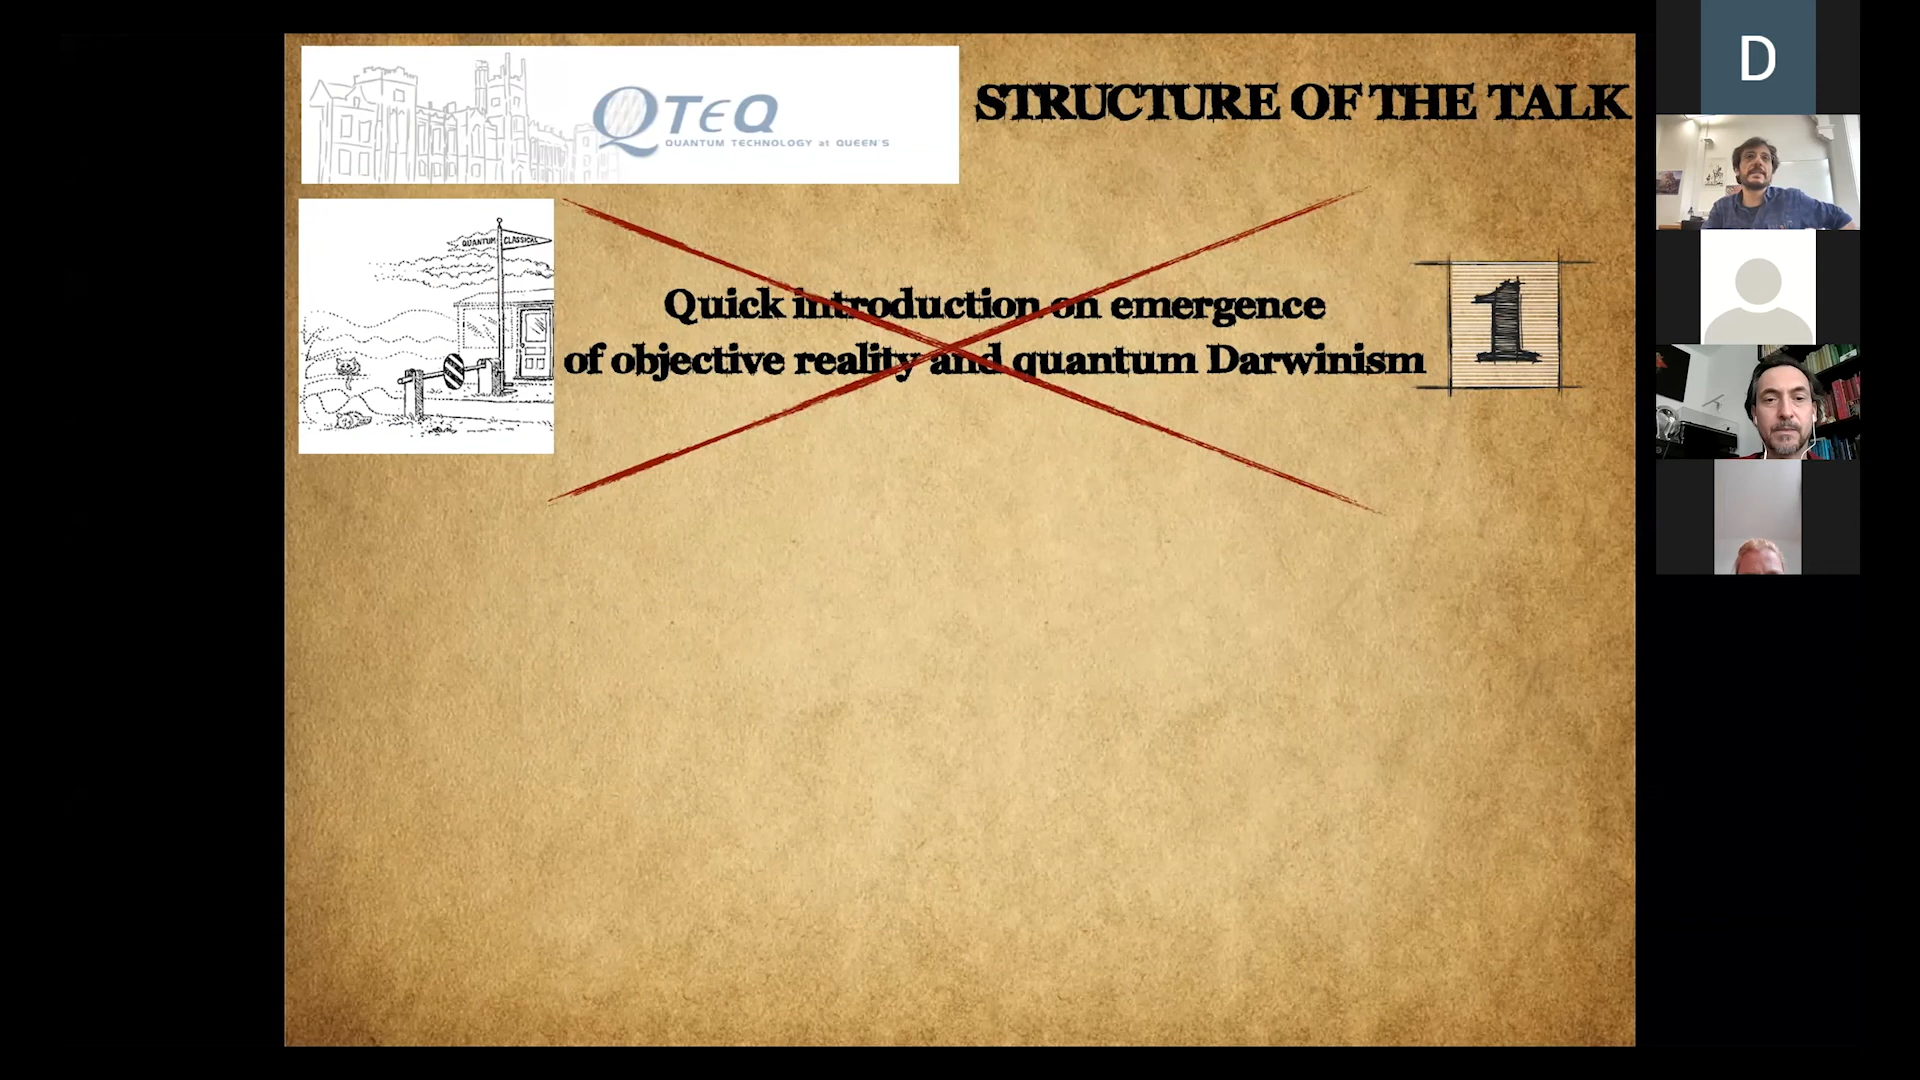 QTEQ
QUANTUM TECHNOLOGY at QUEEN'S
STRUCTURE OF THE TALK
QUANTUM CLASSICAL
Quick introduction on emergence
of objective reality and quantum Darwinism
1
D